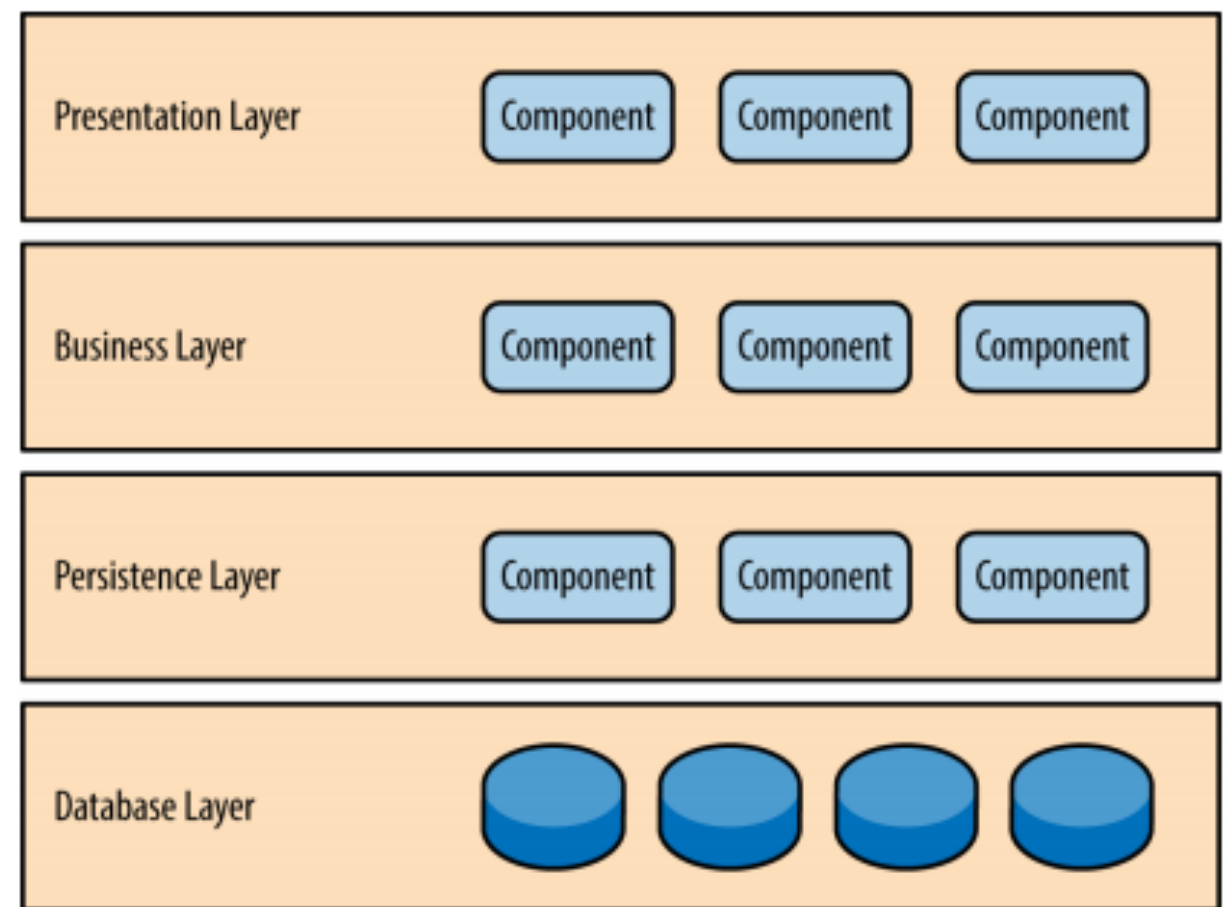 Presentation Layer Component Component Component
Business Layer Component Component Component
Persistence Layer Component Component Component
Database Layer